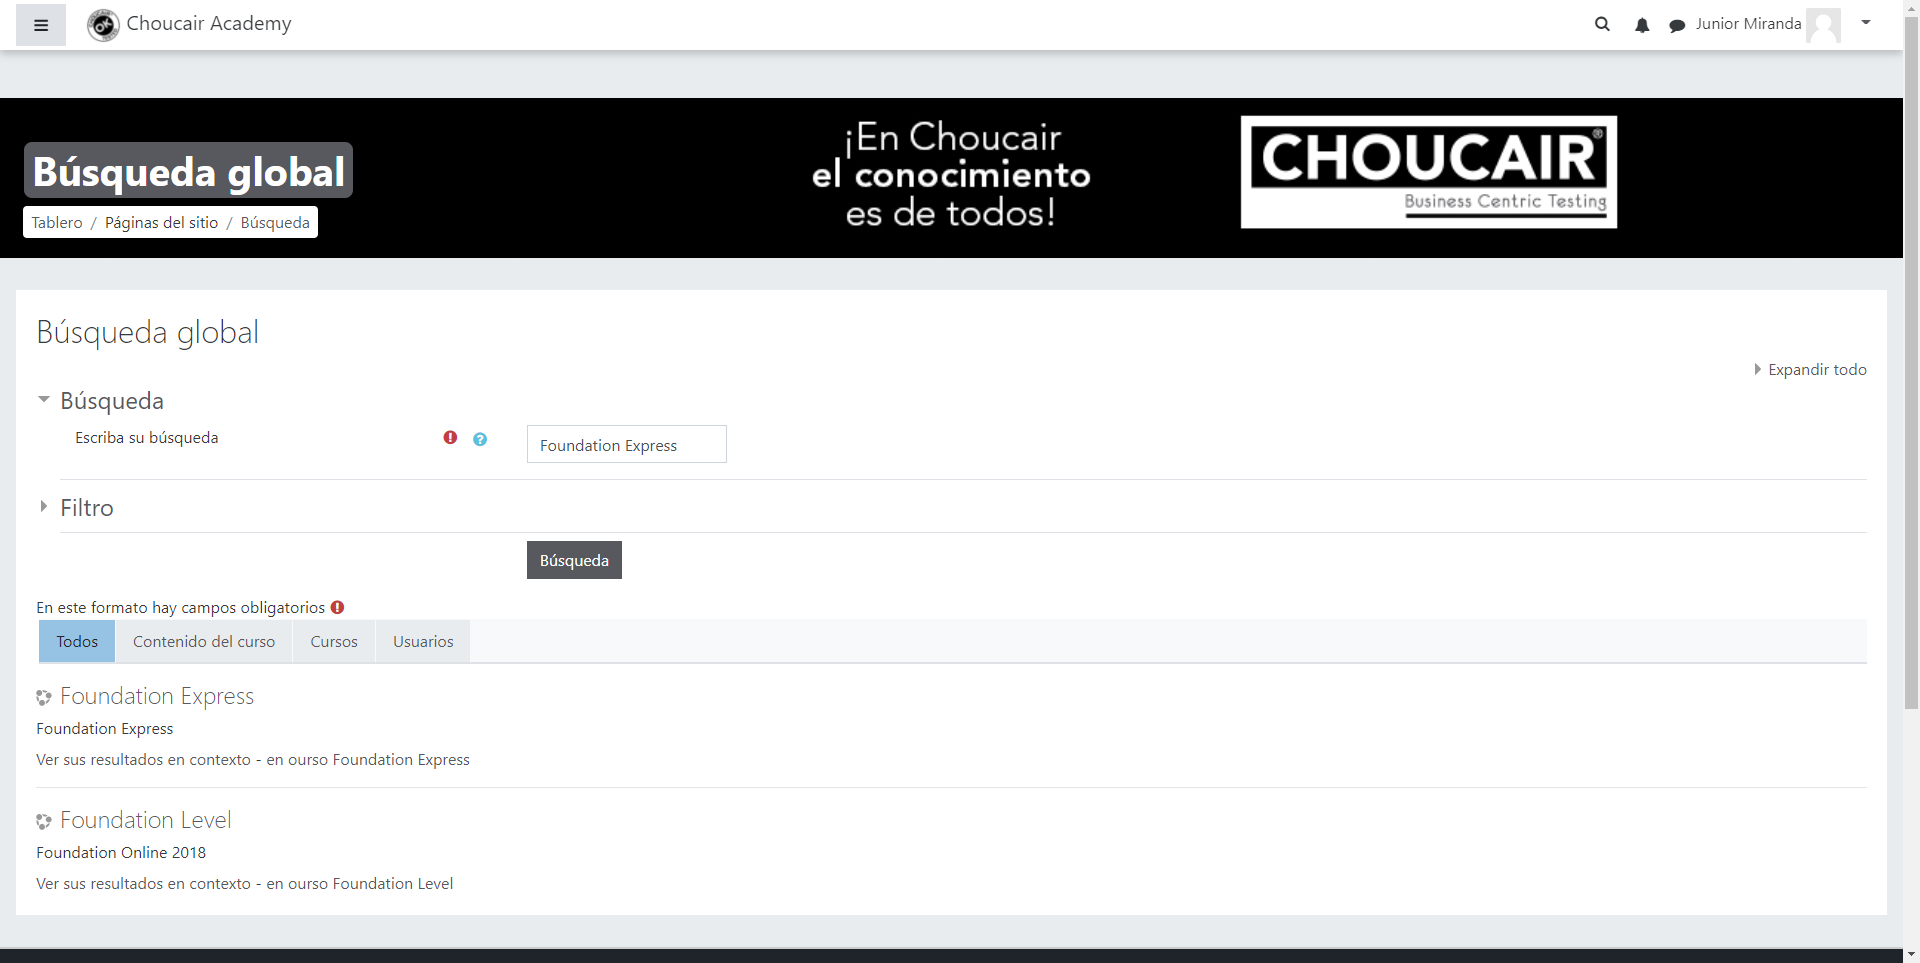 Choucair Academy
Junior Miranda
Búsqueda global
Tablero / Páginas del sitio / Búsqueda
¡En Choucair
el conocimiento
es de todos!
CHOUCAIR®
Business Centric Testing
Búsqueda global
Expandir todo
Búsqueda
Escriba su búsqueda
Foundation Express
Filtro
Búsqueda
En este formato hay campos obligatorios
Todos Contenido del curso Cursos Usuarios
Foundation Express
Foundation Express
Ver sus resultados en contexto - en ourso Foundation Express
Foundation Level
Foundation Online 2018
Ver sus resultados en contexto - en ourso Foundation Level